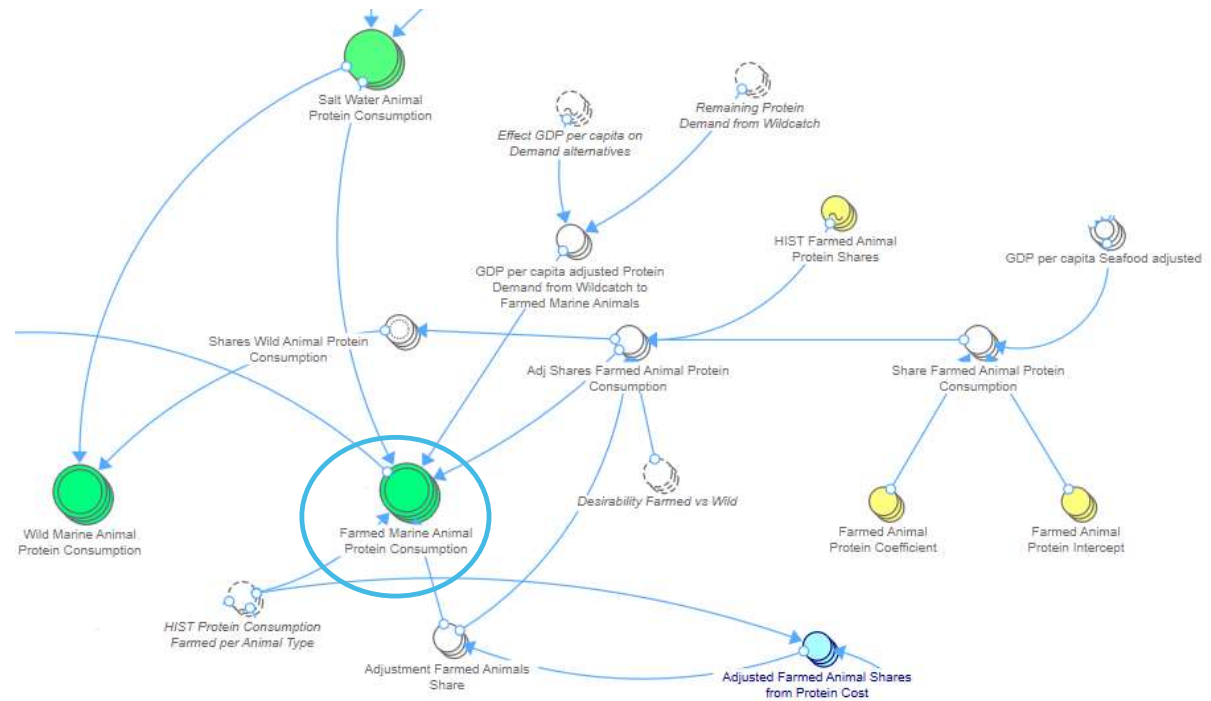 Salt Water Animal
Protein Consumption
Effect GDP per capita on
Demand alternatives
Remaining Protein
Demand from Wildcatch
HIST Farmed Animal
Protein Shares
GDP per capita Seafood adjusted
GDP per capita adjusted Protein
Demand from Wildcatch to
Farmed Marine Animals
Shares Wild Animal Protein
Consumption
Adj Shares Farmed Animal Protein
Consumption
Share Farmed Animal Protein
Consumption
Desirability Farmed vs Wild
Wild Marine Animal
Protein Consumption
Farmed Marine Animal
Protein Consumption
Farmed Animal
Protein Coefficient
Farmed Animal
Protein Intercept
HIST Protein Consumption
Farmed per Animal Type
Adjustment Farmed Animals
Share
Adjusted Farmed Animal Shares
from Protein Cost